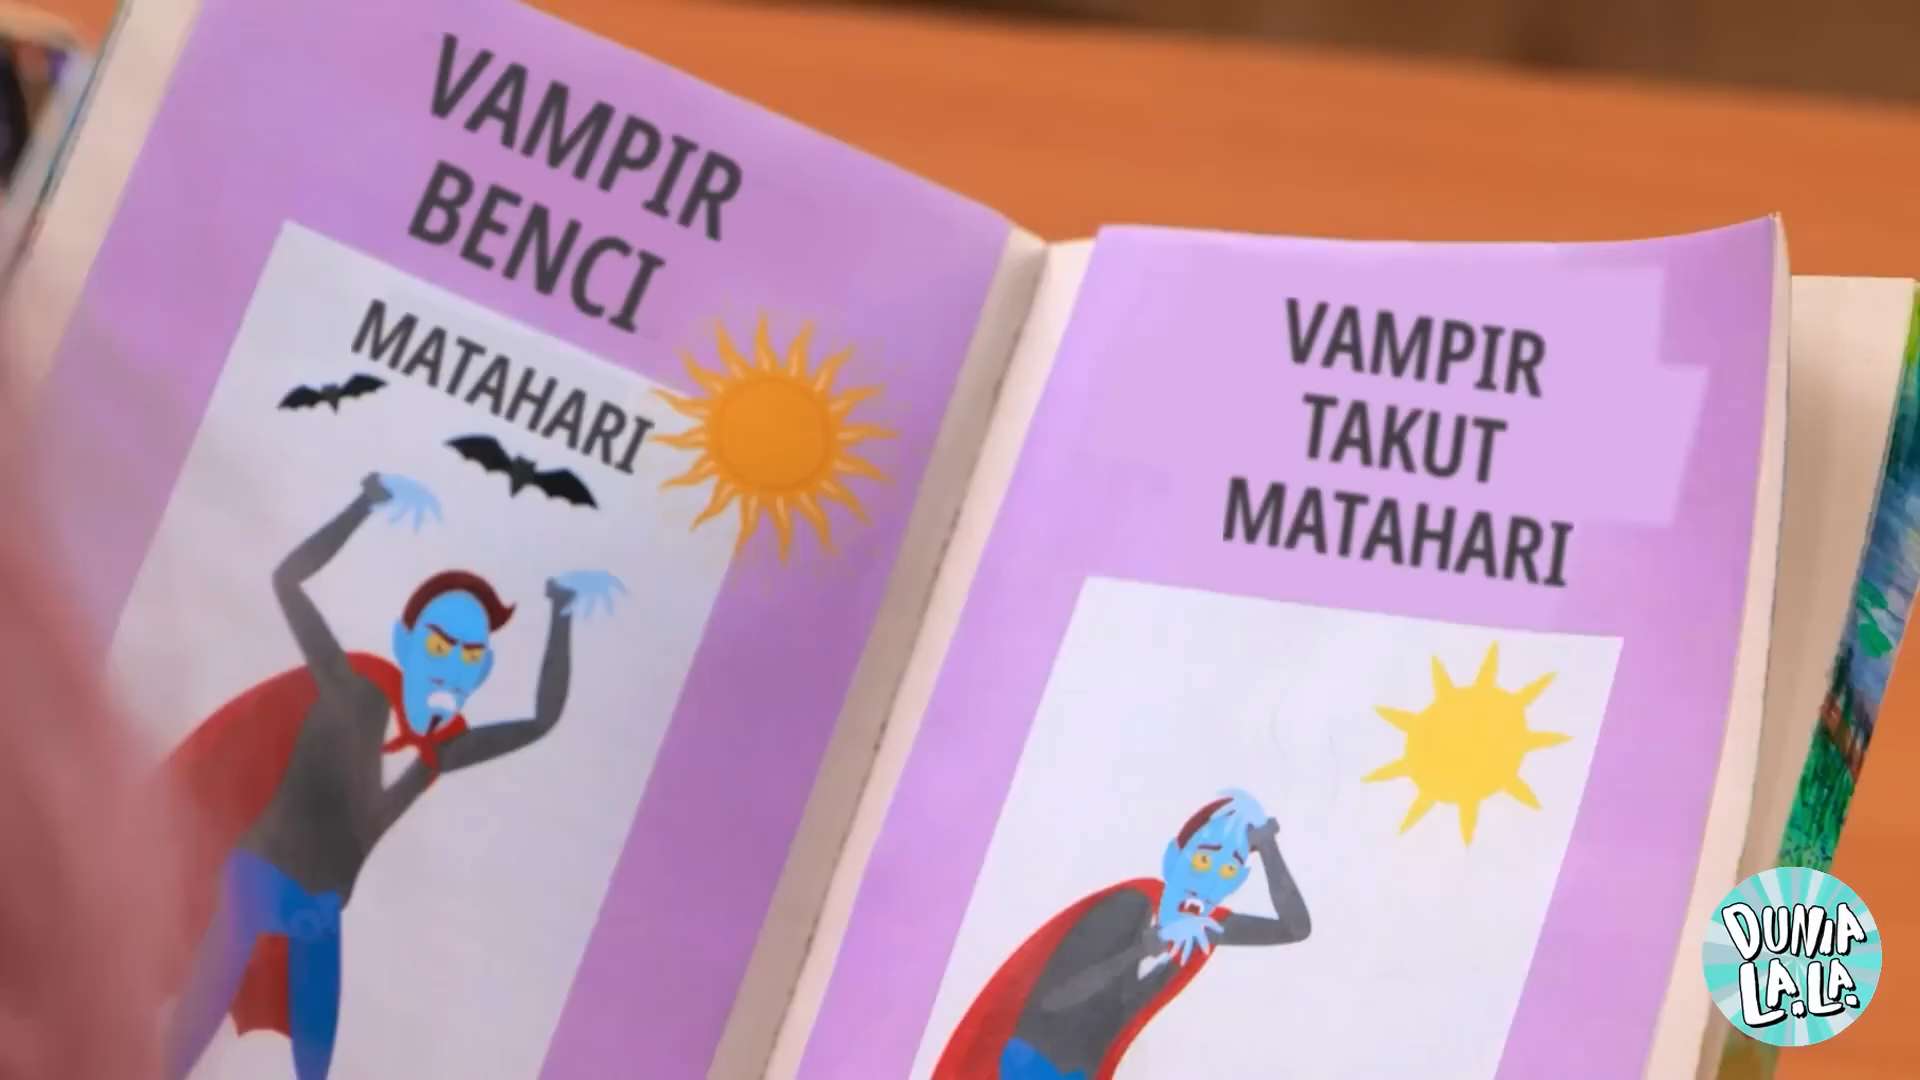 VAMPIR
BENCI
MATAHARI
VAMPIR
TAKUT
MATAHARI
DUNIA
LA.LA.